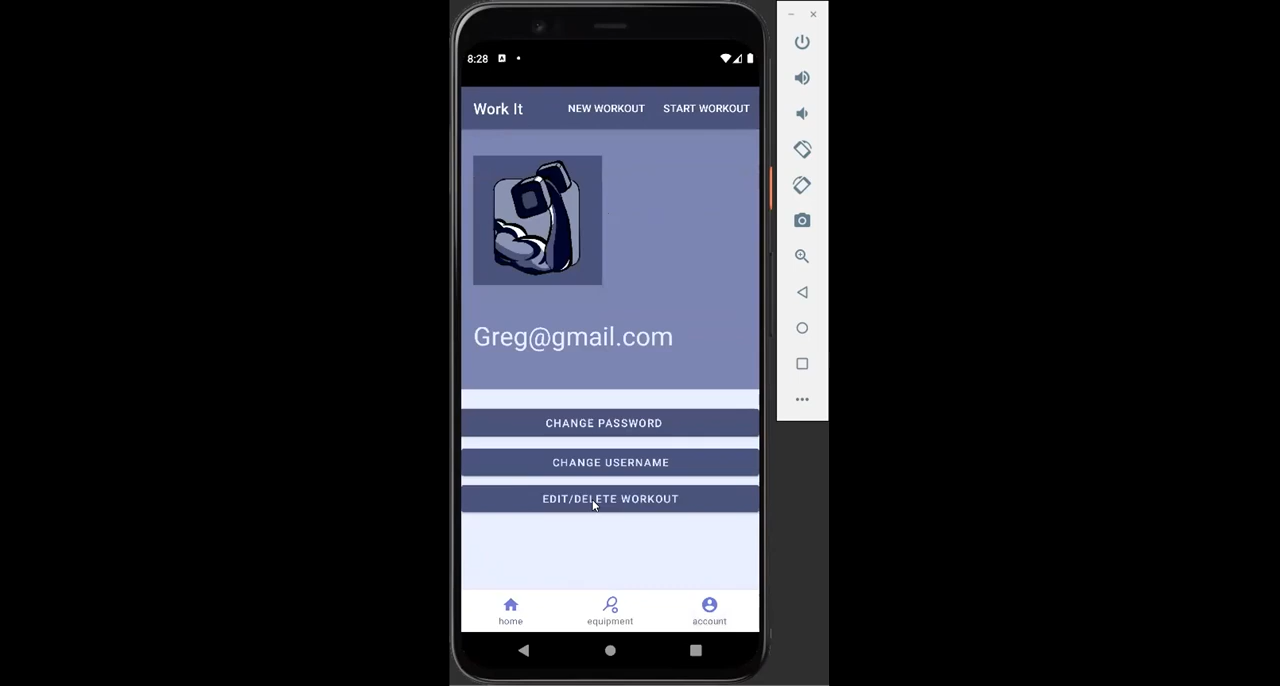 8:28
Work It NEW WORKOUT START WORKOUT
Greg@gmail.com
CHANGE PASSWORD
CHANGE USERNAME
EDIT/DELETE WORKOUT
home equipment account